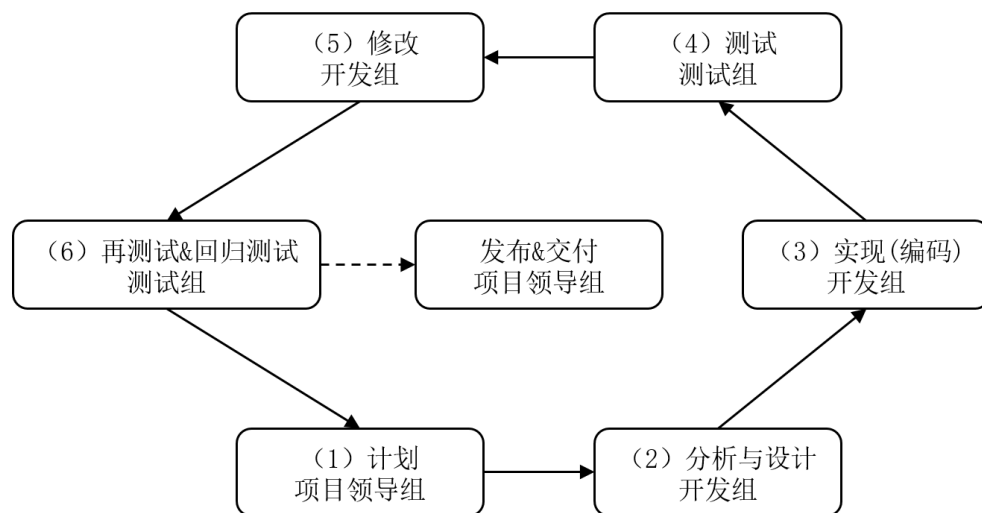 （5）修改
开发组
（4）测试
测试组
（6）再测试&回归测试
测试组
发布&交付
项目领导组
（3）实现(编码)
开发组
（1）计划
项目领导组
（2）分析与设计
开发组